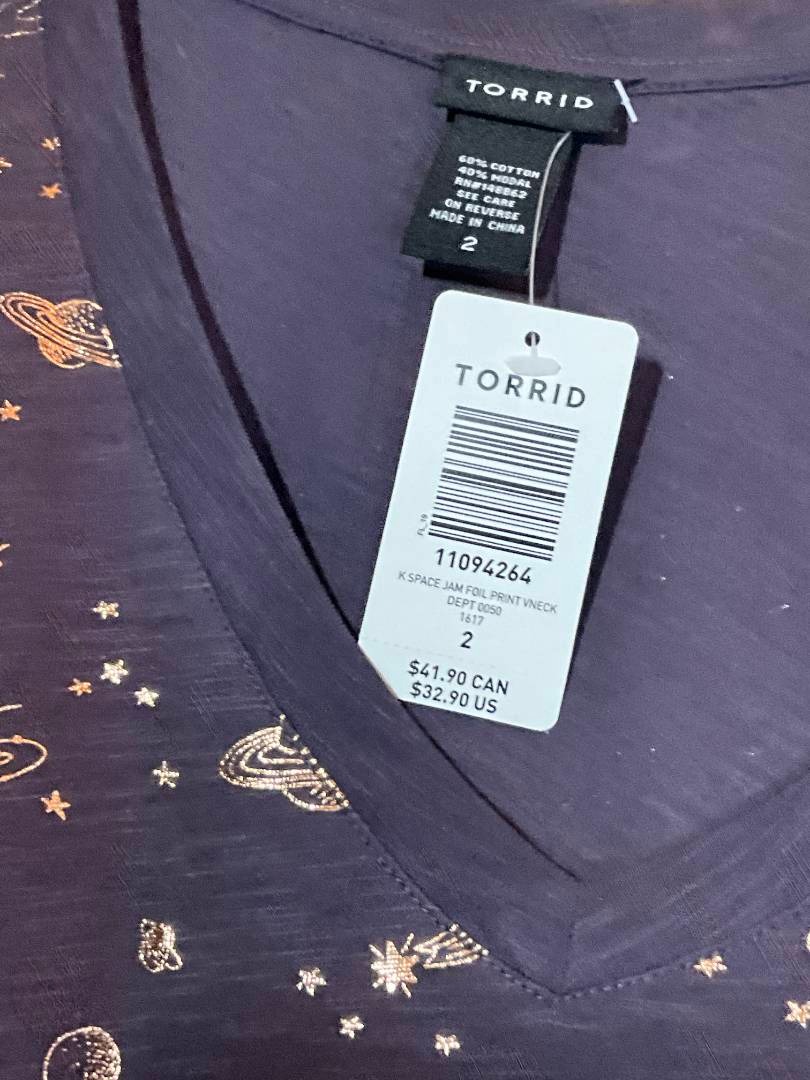 TORRID
60% COTTON
40% MODAL
RN#148862
SEE CARE
ON REVERSE
MADE IN CHINA
2
TORRID
11094264
K SPACE JAM FOIL PRINT VNECK
DEPT 0050
1617
2
$41.90 CAN
$32.90 US